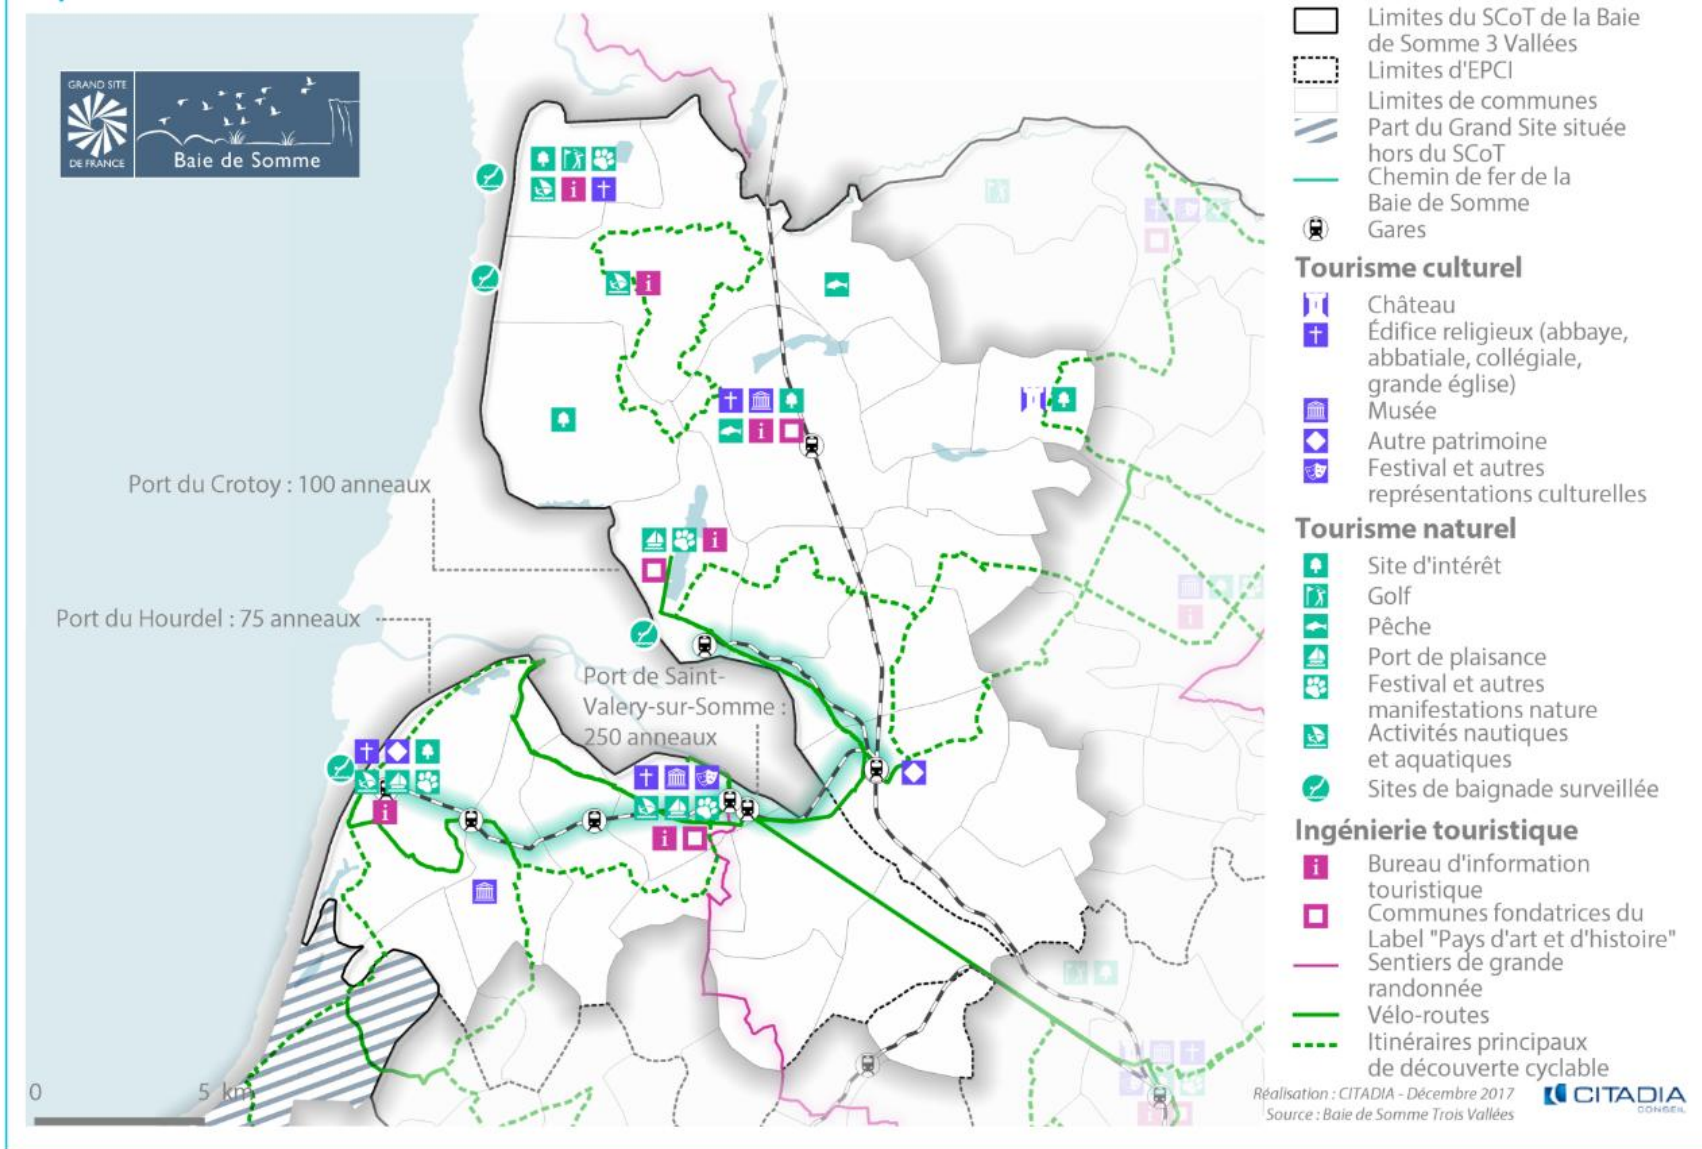 GRAND SITE
DE FRANCE
Baie de Somme
Port du Crotoy : 100 anneaux
Port du Hourdel : 75 anneaux
Port de Saint-
Valery-sur-Somme :
250 anneaux
0 5 km
Limites du SCoT de la Baie
de Somme 3 Vallées
Limites d'EPCI
Limites de communes
Part du Grand Site située
hors du SCoT
Chemin de fer de la
Baie de Somme
Gares
Tourisme culturel
Château
Édifice religieux (abbaye,
abbatiale, collégiale,
grande église)
Musée
Autre patrimoine
Festival et autres
représentations culturelles
Tourisme naturel
Site d'intérêt
Golf
Pêche
Port de plaisance
Festival et autres
manifestations nature
Activités nautiques
et aquatiques
Sites de baignade surveillée
Ingénierie touristique
Bureau d'information
touristique
Communes fondatrices du
Label "Pays d'art et d'histoire"
Sentiers de grande
randonnée
Vélo-routes
Itinéraires principaux
de découverte cyclable
Réalisation : CITADIA - Décembre 2017
Source : Baie de Somme Trois Vallées
CITADIA
CONSEIL